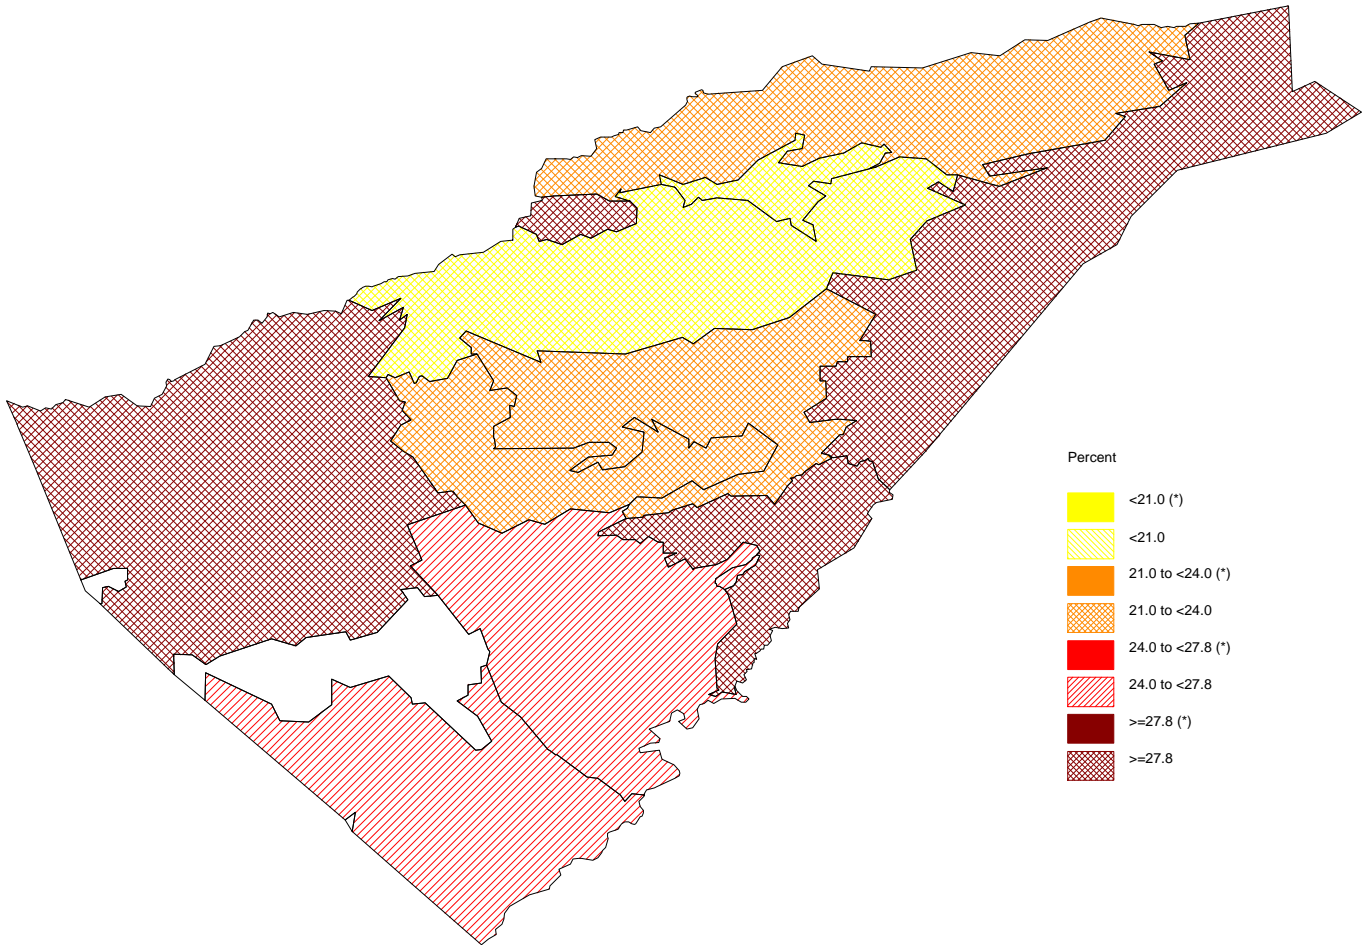 Percent
<21.0 (*)
<21.0
21.0 to <24.0 (*)
21.0 to <24.0
24.0 to <27.8 (*)
24.0 to <27.8
>=27.8 (*)
>=27.8